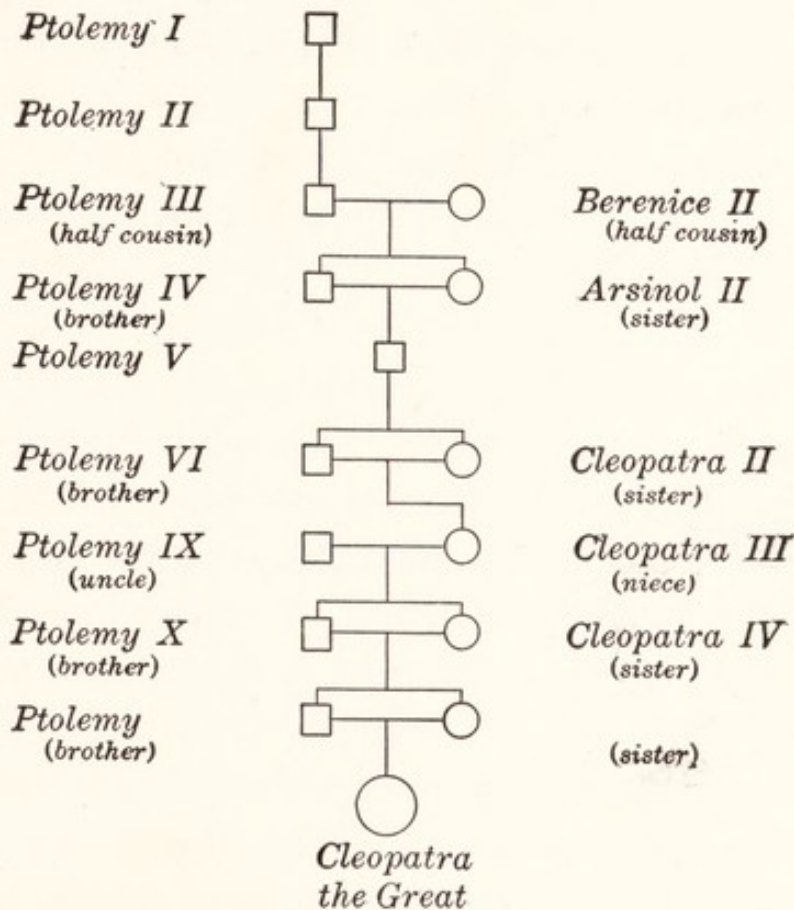 Ptolemy I
Ptolemy II
Ptolemy III Berenice II
(half cousin) (half cousin)
Ptolemy IV Arsinol II
(brother) (sister)
Ptolemy V
Ptolemy VI Cleopatra II
(brother) (sister)
Ptolemy IX Cleopatra III
(uncle) (niece)
Ptolemy X Cleopatra IV
(brother) (sister)
Ptolemy
(brother) (sister)
Cleopatra
the Great